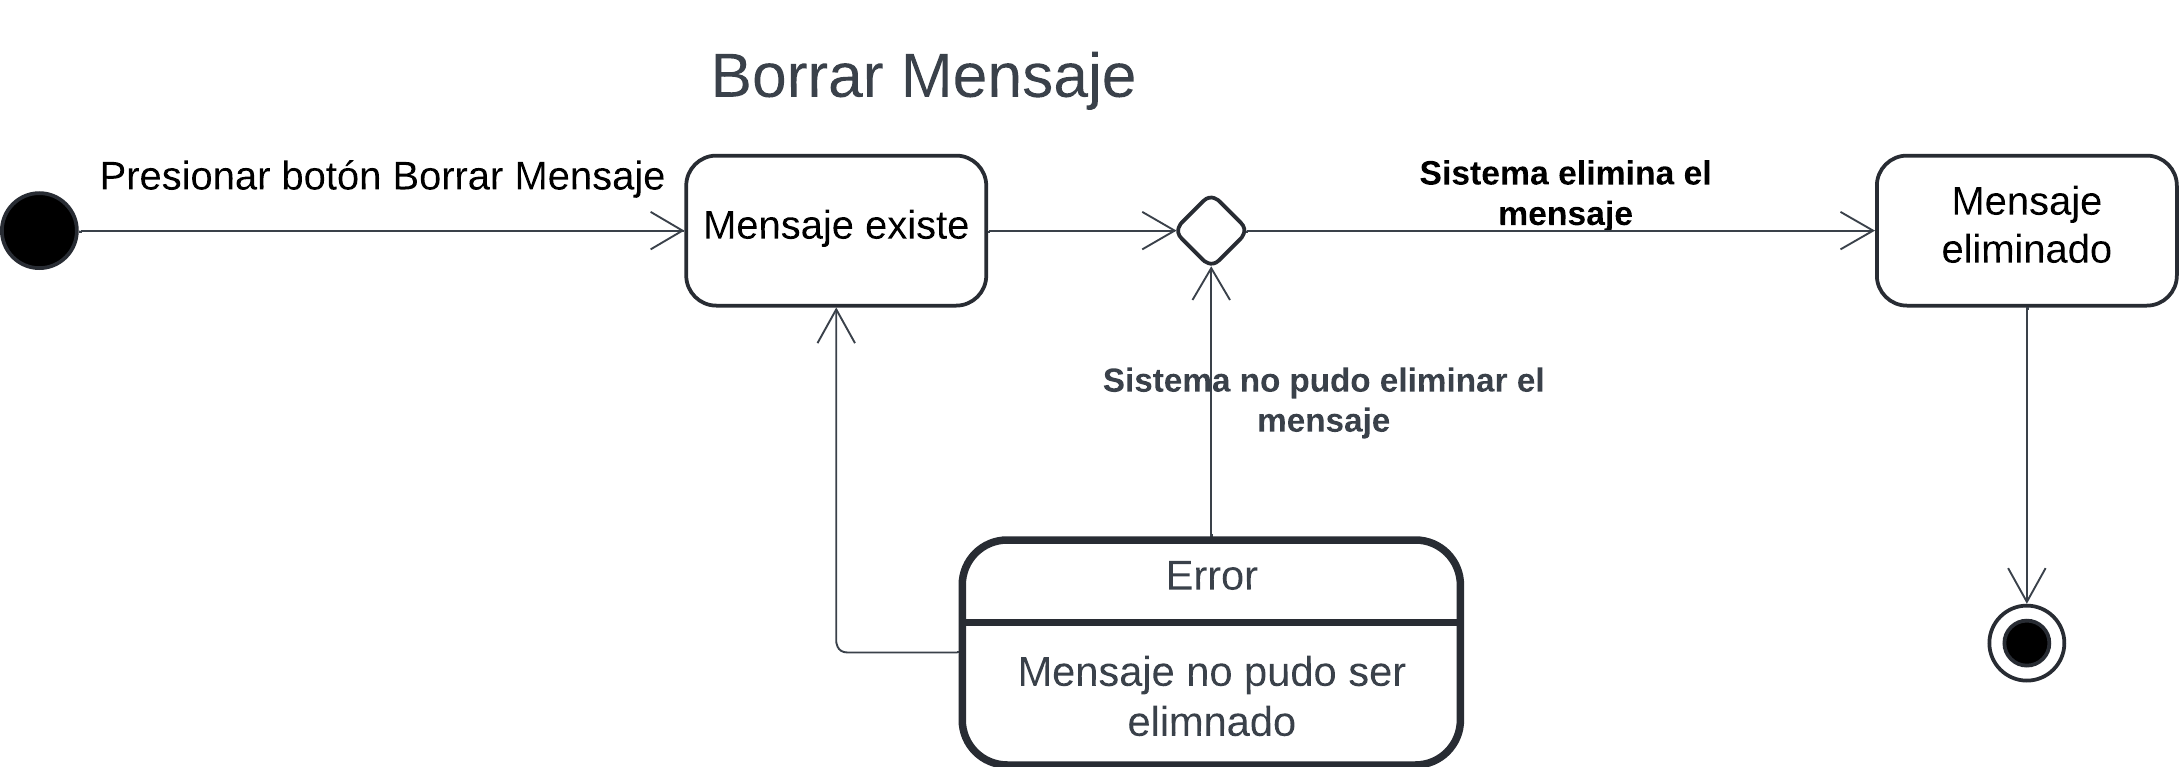 Borrar Mensaje
Presionar botón Borrar Mensaje
Mensaje existe
Sistema elimina el
mensaje
Mensaje
eliminado
Sistema no pudo eliminar el
mensaje
Error
Mensaje no pudo ser
elimnado